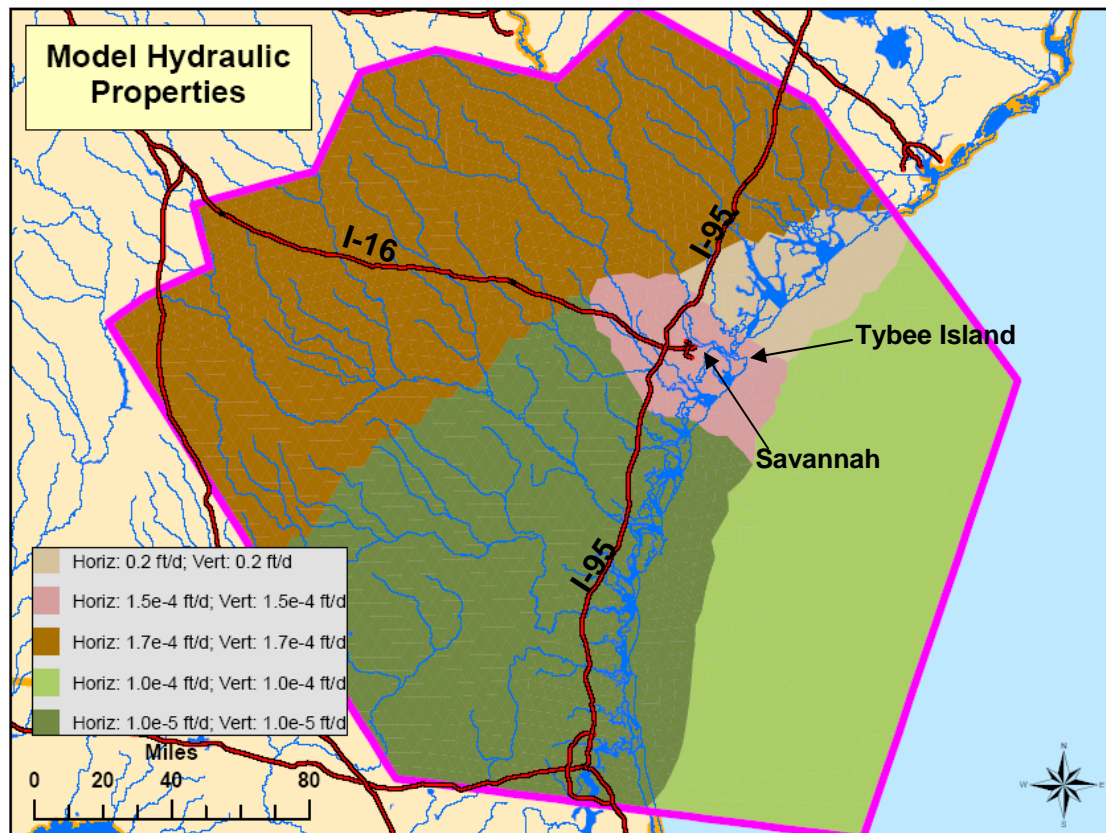 Model Hydraulic
Properties
I-16
I-95
Tybee Island
Savannah
I-95
Horiz: 0.2 ft/d; Vert: 0.2 ft/d
Horiz: 1.5e-4 ft/d; Vert: 1.5e-4 ft/d
Horiz: 1.7e-4 ft/d; Vert: 1.7e-4 ft/d
Horiz: 1.0e-4 ft/d; Vert: 1.0e-4 ft/d
Horiz: 1.0e-5 ft/d; Vert: 1.0e-5 ft/d
Miles
0 20 40 80
N
W E
S